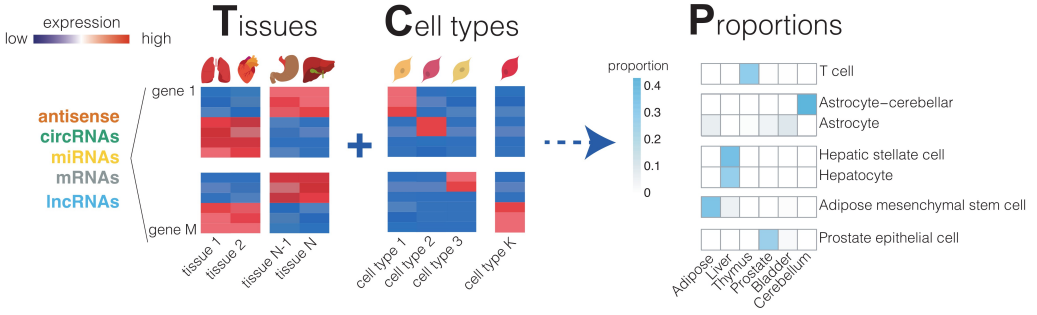 expression
low high
Tissues
Cell types
Proportions
gene 1
antisense
circRNAs
miRNAs
mRNAs
lncRNAs
gene M
tissue 1
tissue 2
tissue N-1
tissue N
+
cell type 1
cell type 2
cell type 3
cell type K
proportion
0.4
0.3
0.2
0.1
0
T cell
Astrocyte-cerebellar
Astrocyte
Hepatic stellate cell
Hepatocyte
Adipose mesenchymal stem cell
Prostate epithelial cell
Adipose
Liver
Thymus
Prostate
Bladder
Cerebellum